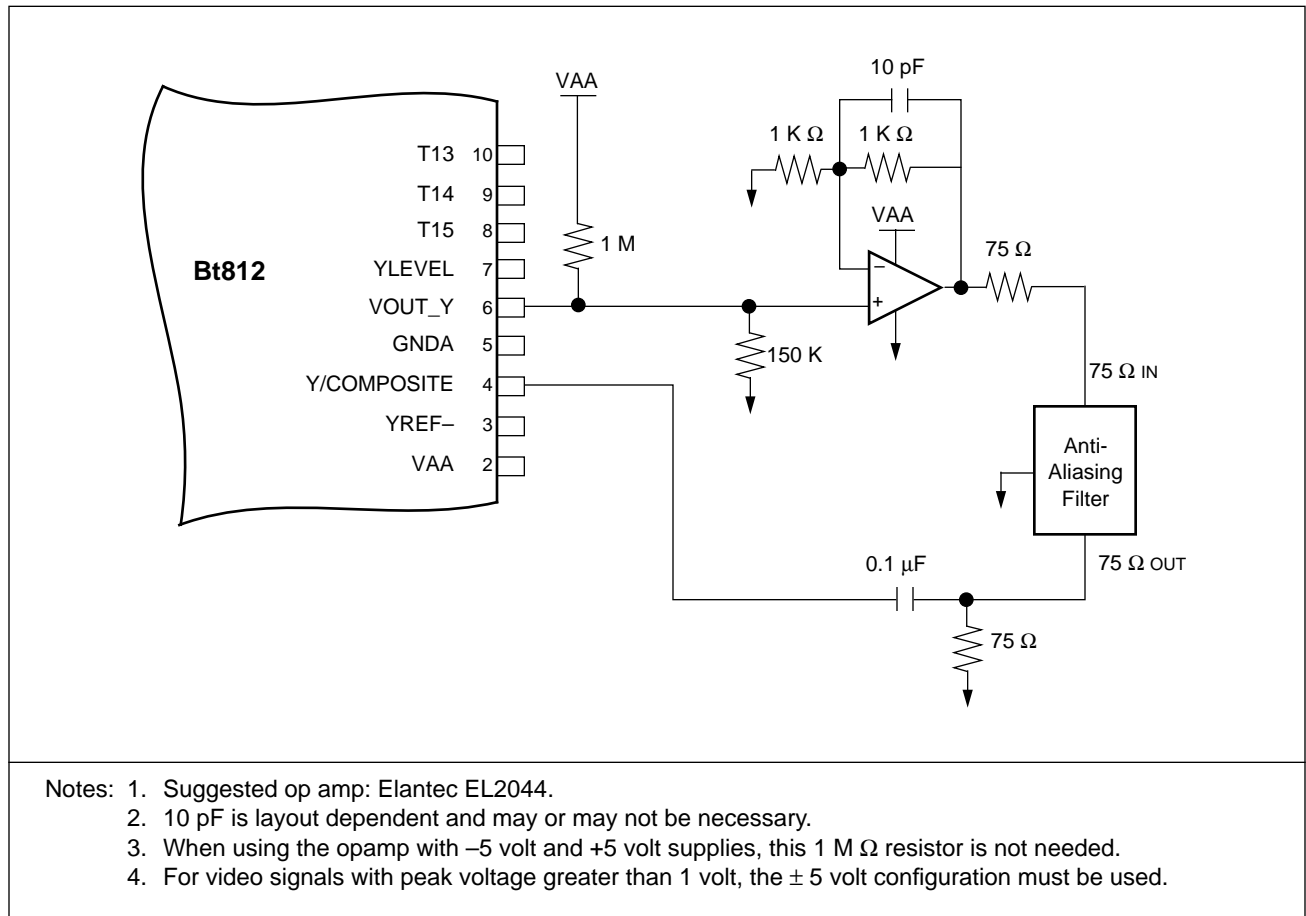 10 pF
VAA
1 K Ω
1 K Ω
T13 10
T14 9
VAA
T15 8
1 M
75 Ω
Bt812
YLEVEL 7
–
VOUT_Y 6
+
GNDA 5
150 K
75 Ω IN
Y/COMPOSITE 4
YREF– 3
Anti-
Aliasing
Filter
VAA 2
0.1 μF
75 Ω OUT
75 Ω
Notes: 1. Suggested op amp: Elantec EL2044.
2. 10 pF is layout dependent and may or may not be necessary.
3. When using the opamp with –5 volt and +5 volt supplies, this 1 M Ω resistor is not needed.
4. For video signals with peak voltage greater than 1 volt, the ± 5 volt configuration must be used.